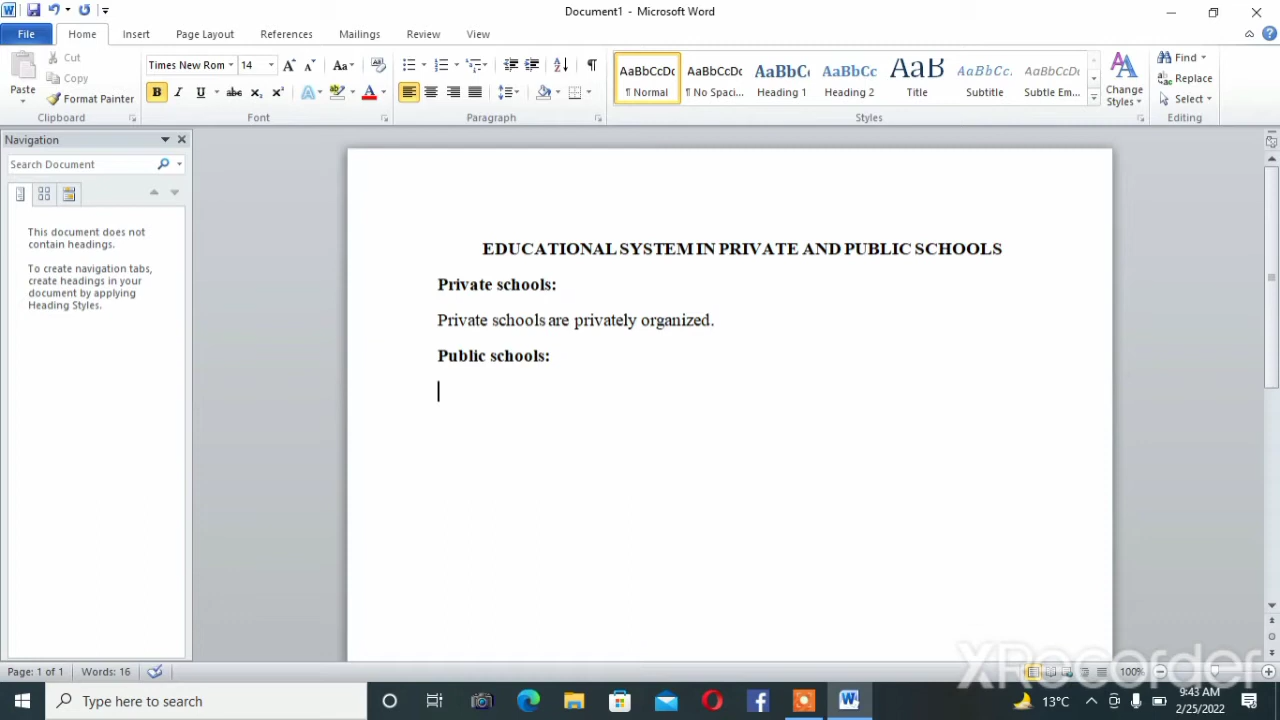 Document1 - Microsoft Word
File Home Insert Page Layout References Mailings Review View
Paste
Cut
Copy
Format Painter
Clipboard
Times New Rom 14
Font
Paragraph
AaBbCcDc AaBbCcDc AaBbCc AaBbCc AaB AaBbCc. AaBbCcDc
¶ Normal ¶ No Spaci... Heading 1 Heading 2 Title Subtitle Subtle Em...
Change
Styles
Styles
Find
Replace
Select
Editing
Navigation
Search Document
This document does not
contain headings.
To create navigation tabs,
create headings in your
document by applying
Heading Styles.
EDUCATIONAL SYSTEM IN PRIVATE AND PUBLIC SCHOOLS
Private schools:
Private schools are privately organized.
Public schools:
XRecorder
Page: 1 of 1 Words: 16
100%
Type here to search
13°C
9:43 AM
2/25/2022